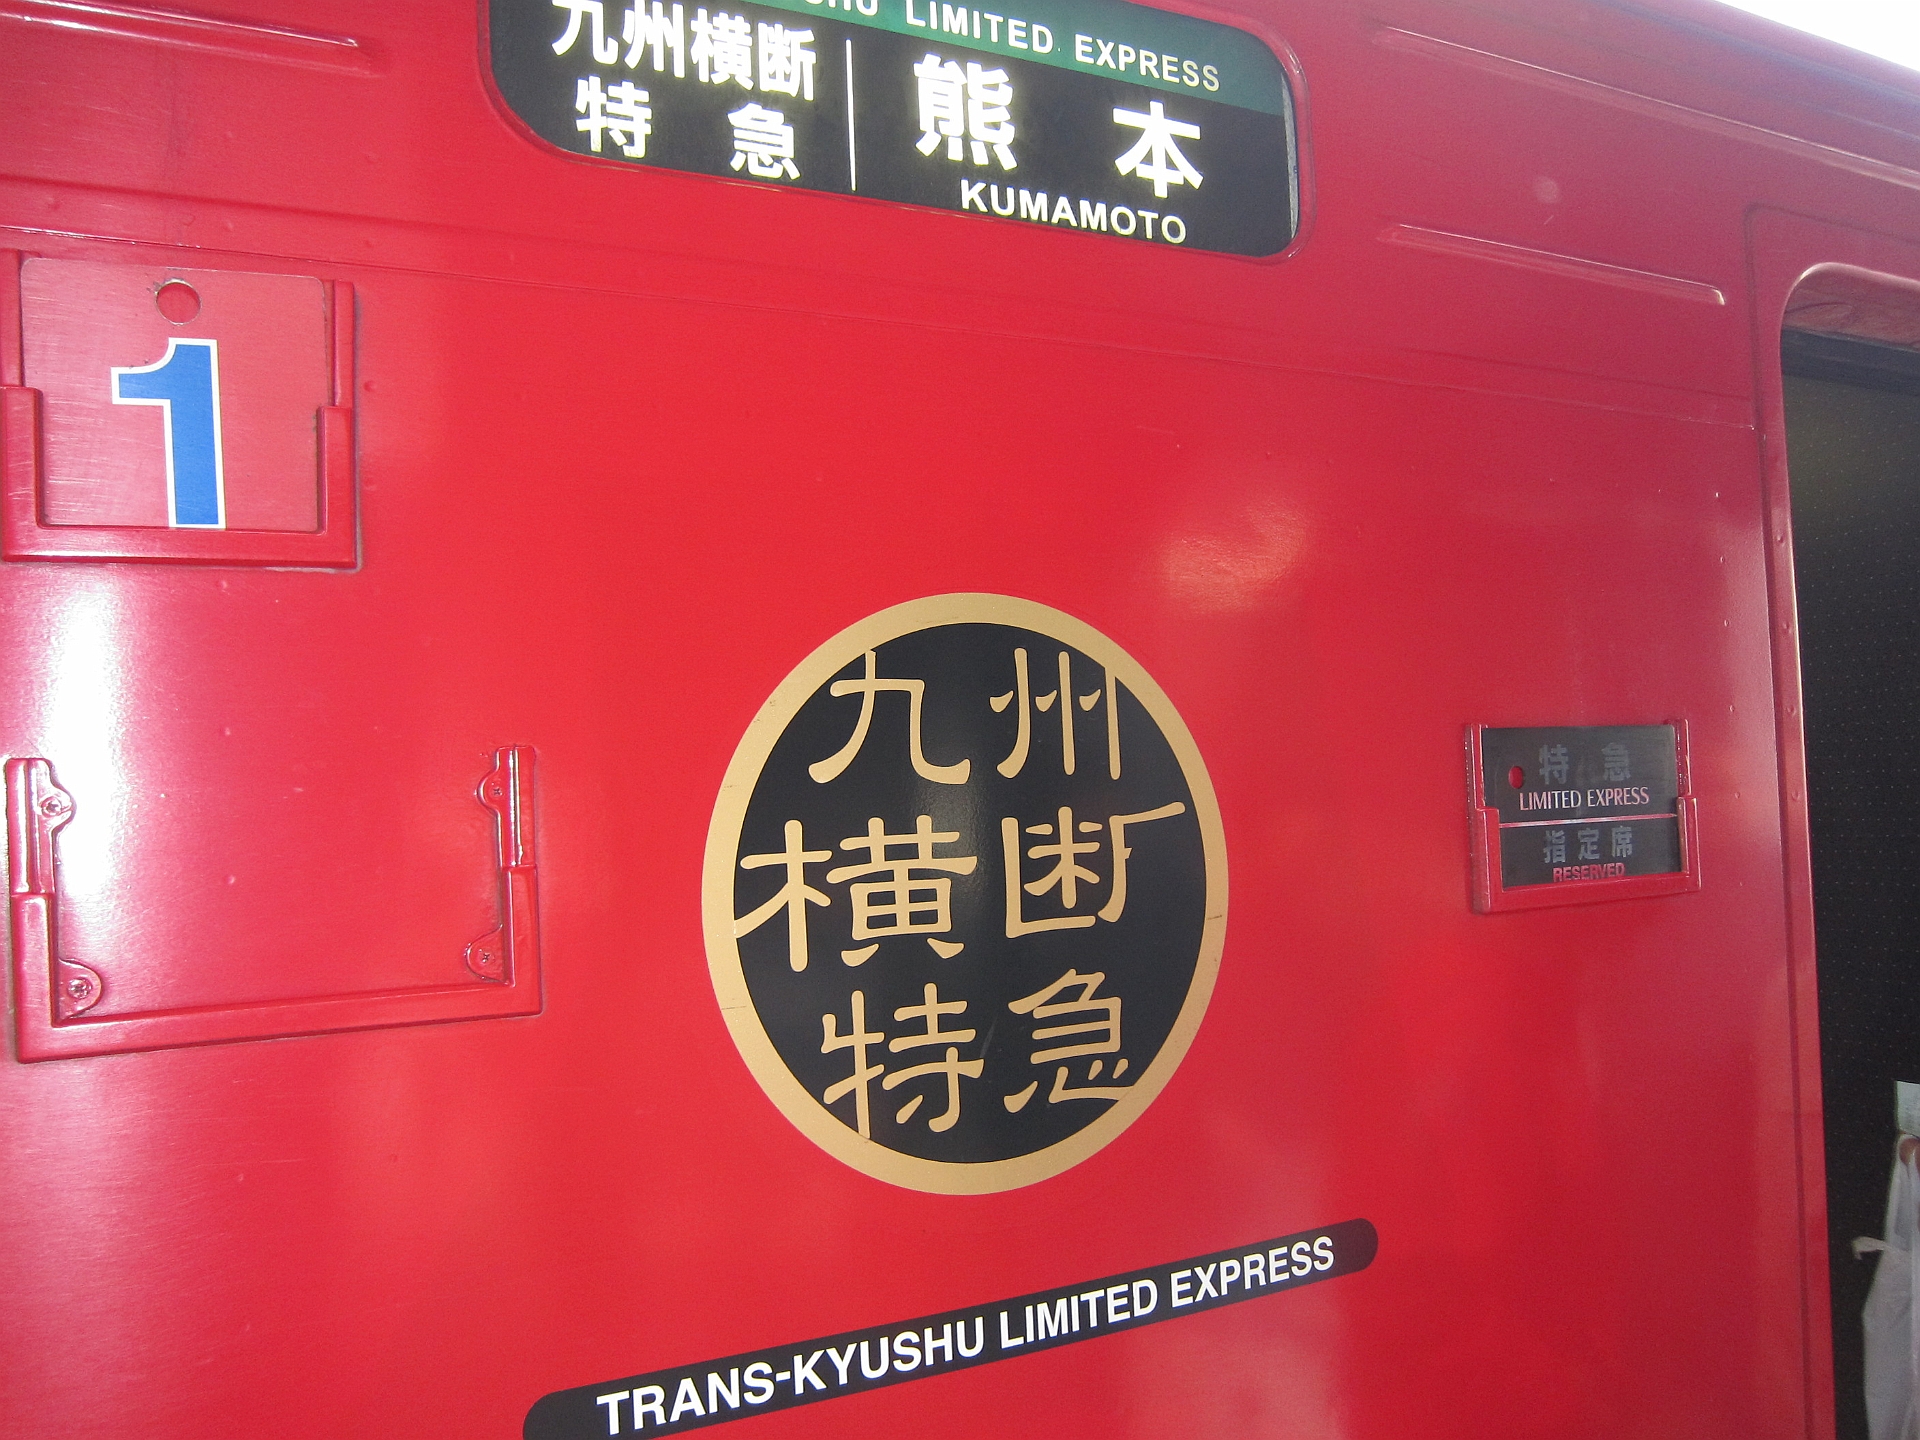 LIMITED EXPRESS
九州横断
特急
熊本
KUMAMOTO
1
九州
横断
特急
特急
LIMITED EXPRESS
指定席
RESERVED
TRANS-KYUSHU LIMITED EXPRESS